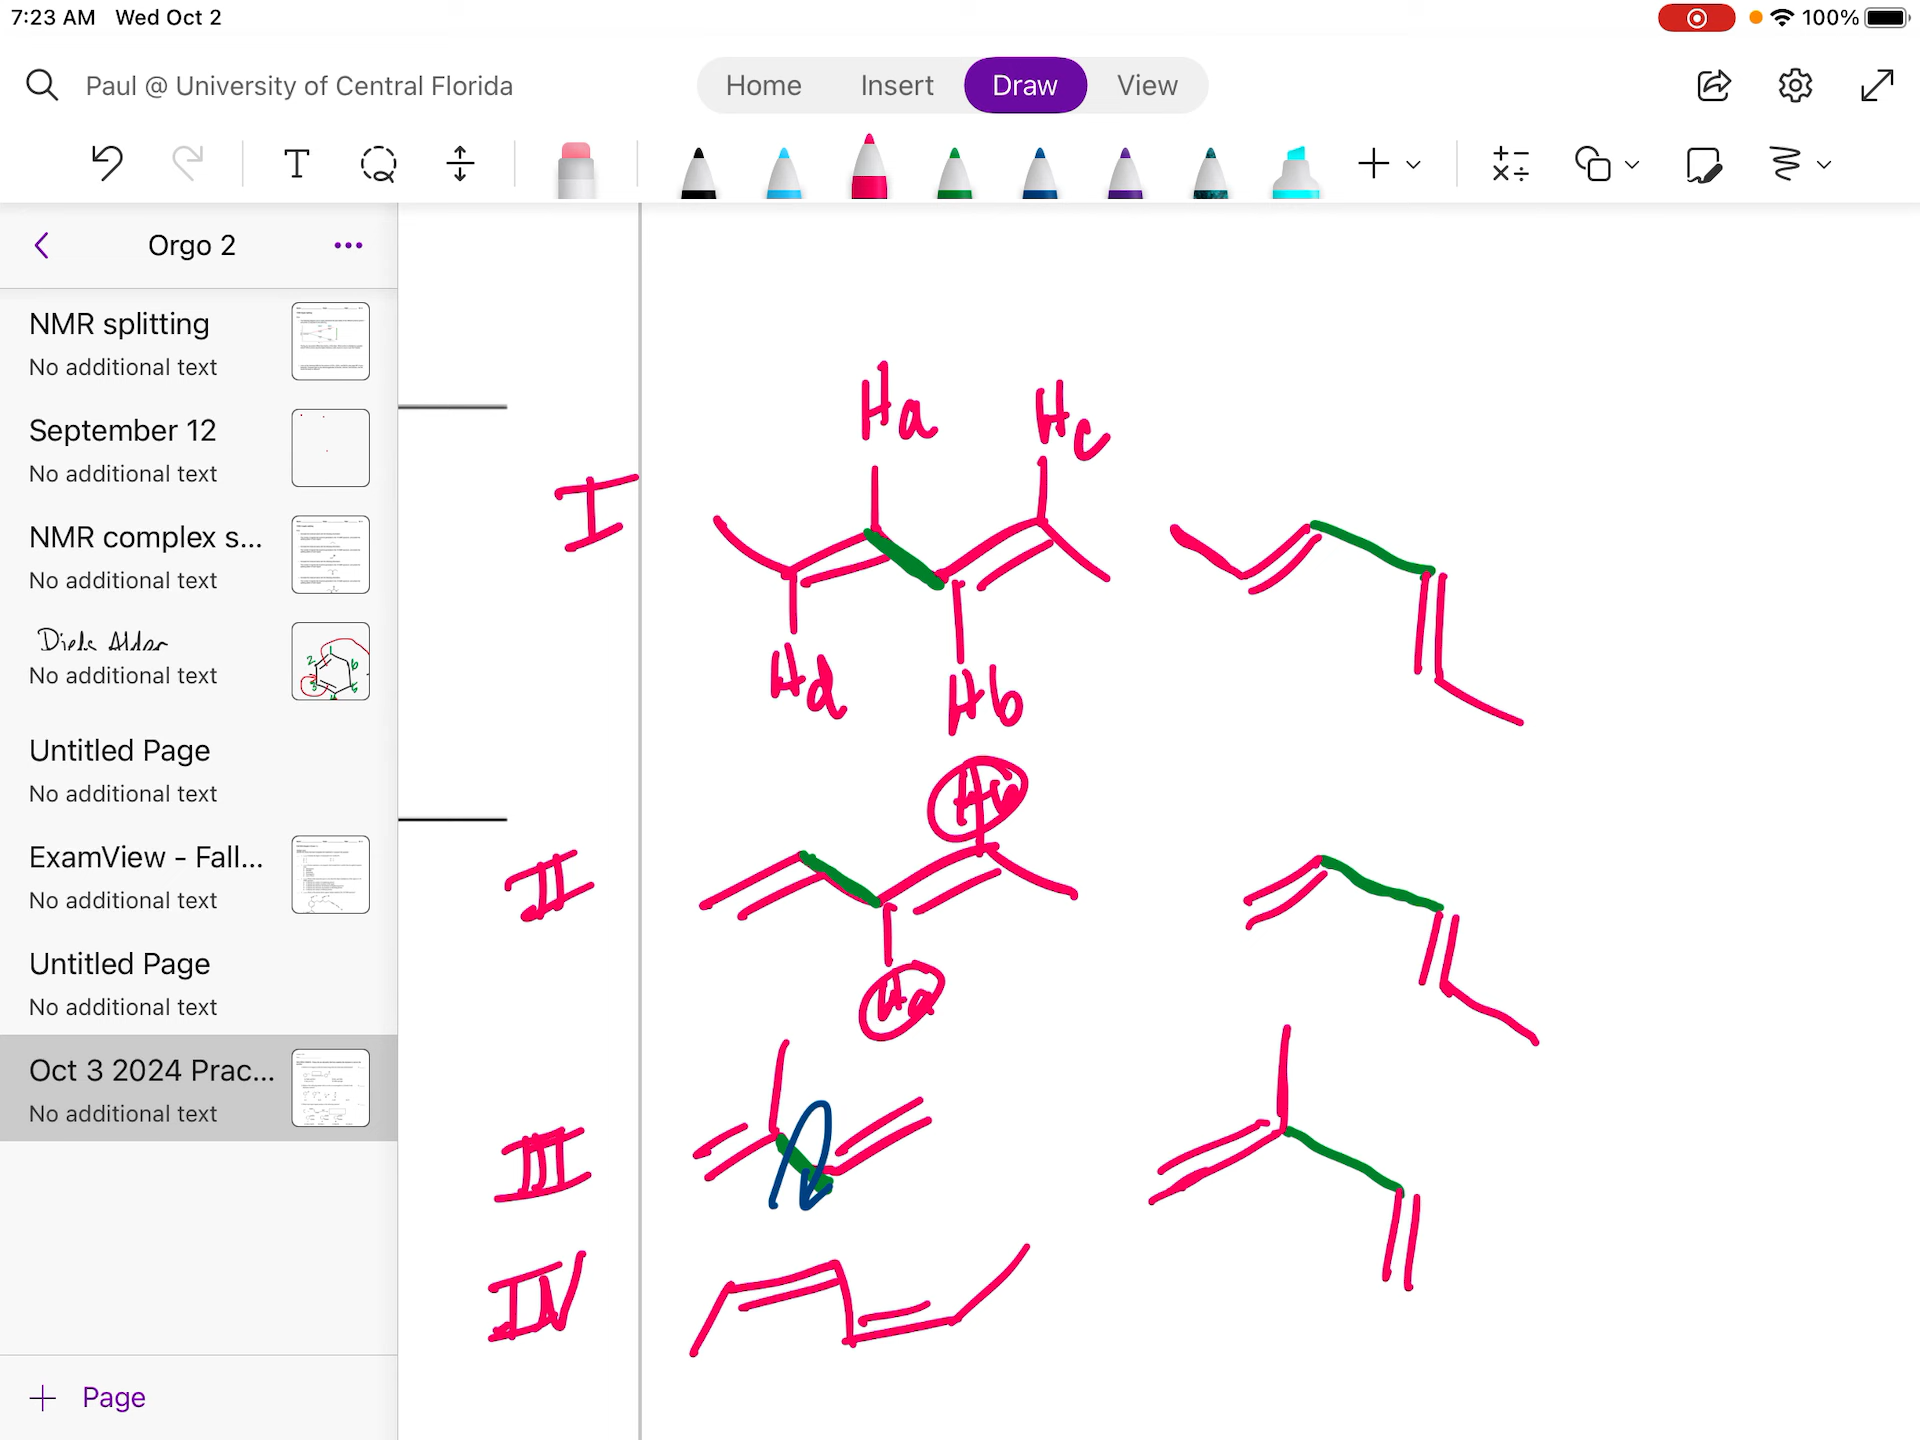 7:23 AM Wed Oct 2
100%
Paul @ University of Central Florida
Home Insert Draw View
T
Orgo 2
NMR splitting
No additional text
September 12
No additional text
NMR complex s...
No additional text
Diels Alder
No additional text
Untitled Page
No additional text
ExamView - Fall...
No additional text
Untitled Page
No additional text
Oct 3 2024 Prac...
No additional text
Page
Ha Hc
I
Hd Hb
II
Ha
III
IV